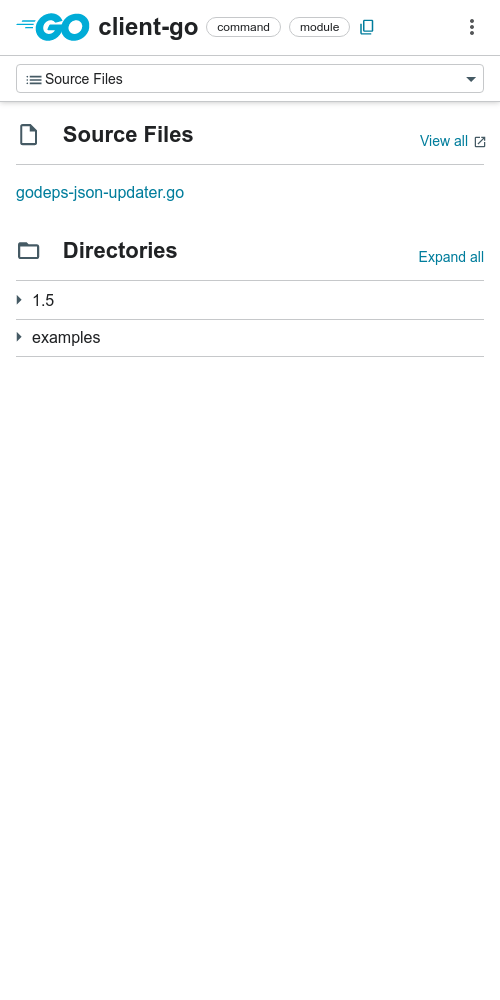 GO client-go command module
Source Files
Source Files View all
godeps-json-updater.go
Directories Expand all
1.5
examples